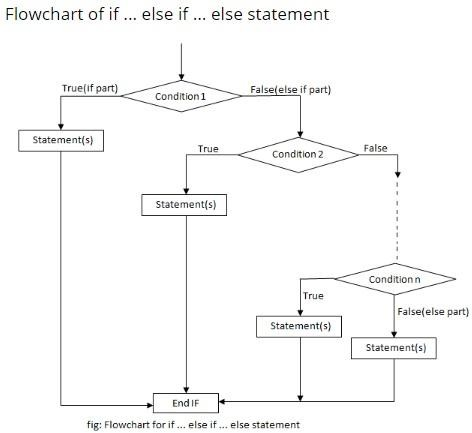 Flowchart of if ... else if ... else statement
True(if part)
Condition 1
False(else if part)
Statement(s)
True
Condition 2
False
Statement(s)
Condition n
True
False(else part)
Statement(s)
Statement(s)
End IF
fig: Flowchart for if ... else if ... else statement